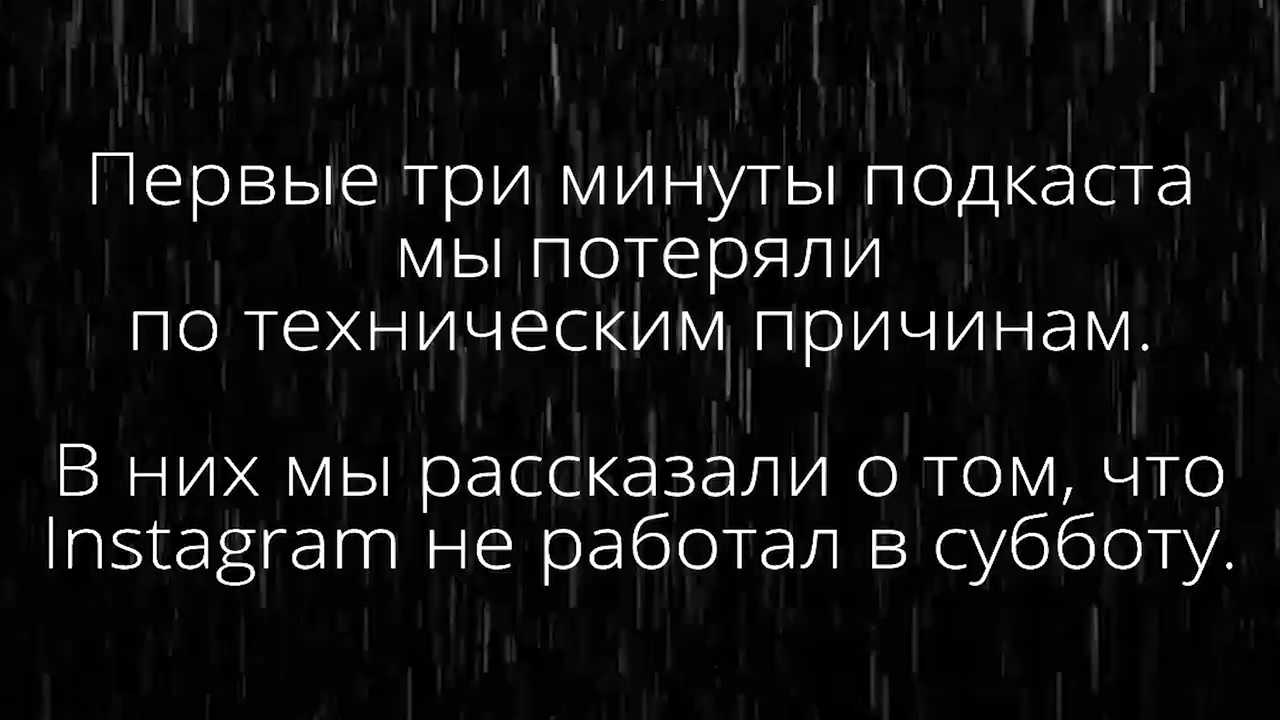 Первые три минуты подкаста
мы потеряли
по техническим причинам.
В них мы рассказали о том, что
Instagram не работал в субботу.